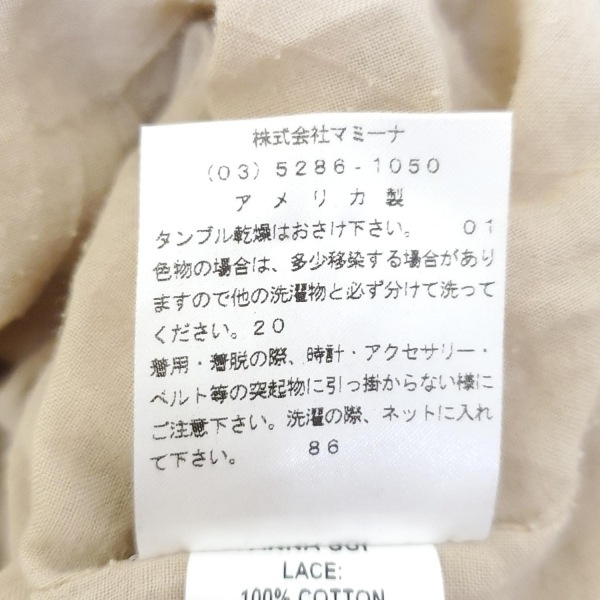 株式会社マミーナ
(03) 5286-1050
アメリカ製
タンブル乾燥はおさけ下さい。 01
色物の場合は、多少移染する場合があり
ますので他の洗濯物と必ず分けて洗って
ください。20
着用・着脱の際、時計・アクセサリー・
ベルト等の突起物に引っ掛からない様に
ご注意下さい。洗濯の際、ネットに入れ
て下さい。 86
ANNA SUI
LACE:
100% COTTON